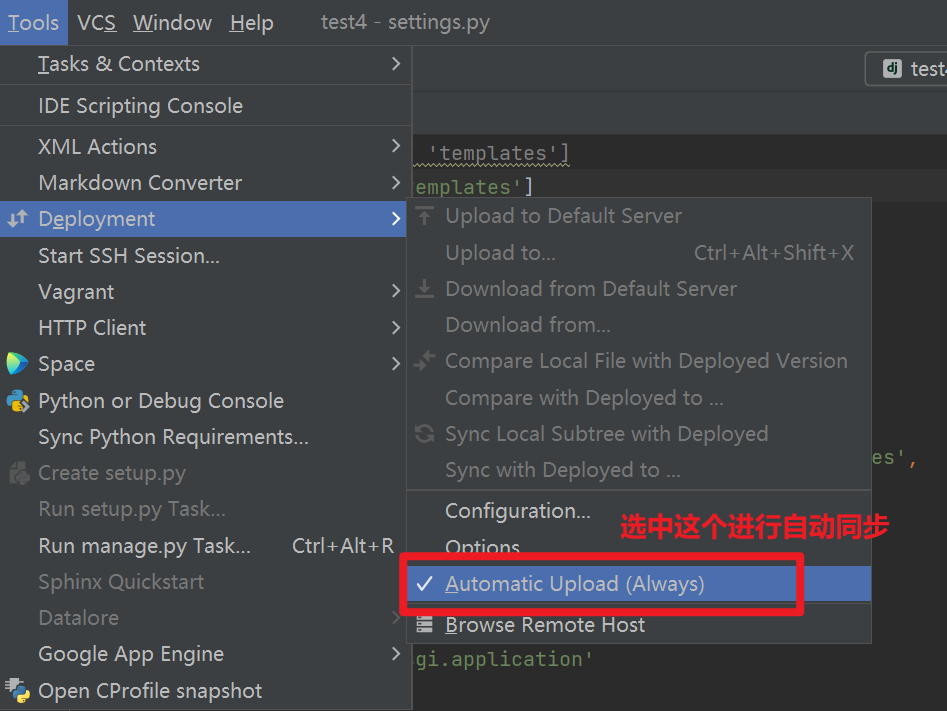 Tools VCS Window Help test4 - settings.py
Tasks & Contexts
IDE Scripting Console
XML Actions
Markdown Converter
Deployment
Start SSH Session...
Vagrant
HTTP Client
Space
Python or Debug Console
Sync Python Requirements...
Create setup.py
Run setup.py Task...
Run manage.py Task... Ctrl+Alt+R
Sphinx Quickstart
Datalore
Google App Engine
Open CProfile snapshot
dj test4
'templates']
emplates']
Upload to Default Server
Upload to... Ctrl+Alt+Shift+X
Download from Default Server
Download from...
Compare Local File with Deployed Version
Compare with Deployed to ...
Sync Local Subtree with Deployed
Sync with Deployed to ...
es',
Configuration...
选中这个进行自动同步
Options
Automatic Upload (Always)
Browse Remote Host
gi.application'